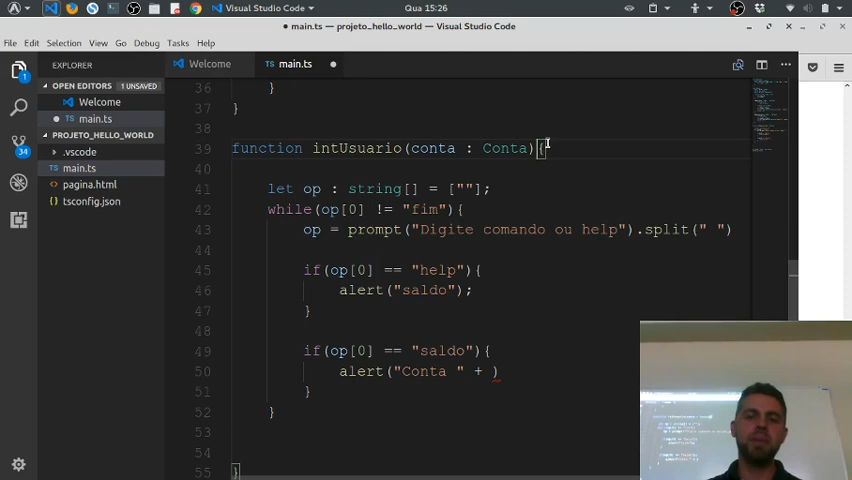 Visual Studio Code
Qua 15:26
● main.ts - projeto_hello_world - Visual Studio Code
File Edit Selection View Go Debug Tasks Help
EXPLORER
Welcome
main.ts ●
OPEN EDITORS 1 UNSAVED
Welcome
● main.ts
PROJETO_HELLO_WORLD
.vscode
main.ts
pagina.html
tsconfig.json
1
34
36 }
37 }
38
39 function intUsuario(conta : Conta){
40
41 let op : string[] = [""];
42 while(op[0] != "fim"){
43 op = prompt("Digite comando ou help").split(" ")
44
45 if(op[0] == "help"){
46 alert("saldo");
47 }
48
49 if(op[0] == "saldo"){
50 alert("Conta " + )
51 }
52 }
53
54
55 }